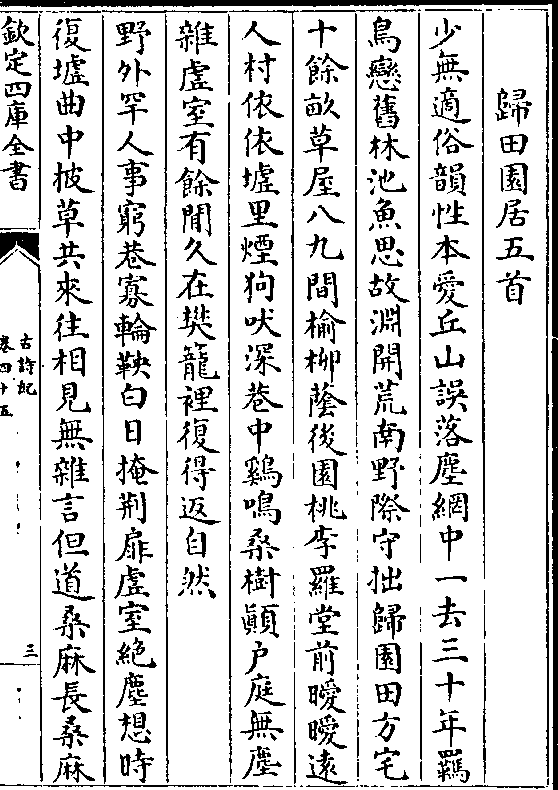 歸田園居五首
少無適俗韻性本愛丘山誤落塵網中一去三十年羈
鳥戀舊林池魚思故淵開荒南野際守拙歸園田方宅
十餘畝草屋八九間榆柳蔭後園桃李羅堂前曖曖遠
人村依依墟里煙狗吠深巷中鷄鳴桑樹顚户庭無塵
雜虛室有餘閒久在樊籠裡復得返自然
野外罕人事窮巷寡輪鞅白日掩荆扉虛室絶塵想時
復墟曲中披草共來往相見無雜言但道桑麻長桑麻
欽定四庫全書
古詩紀
卷四十五
三